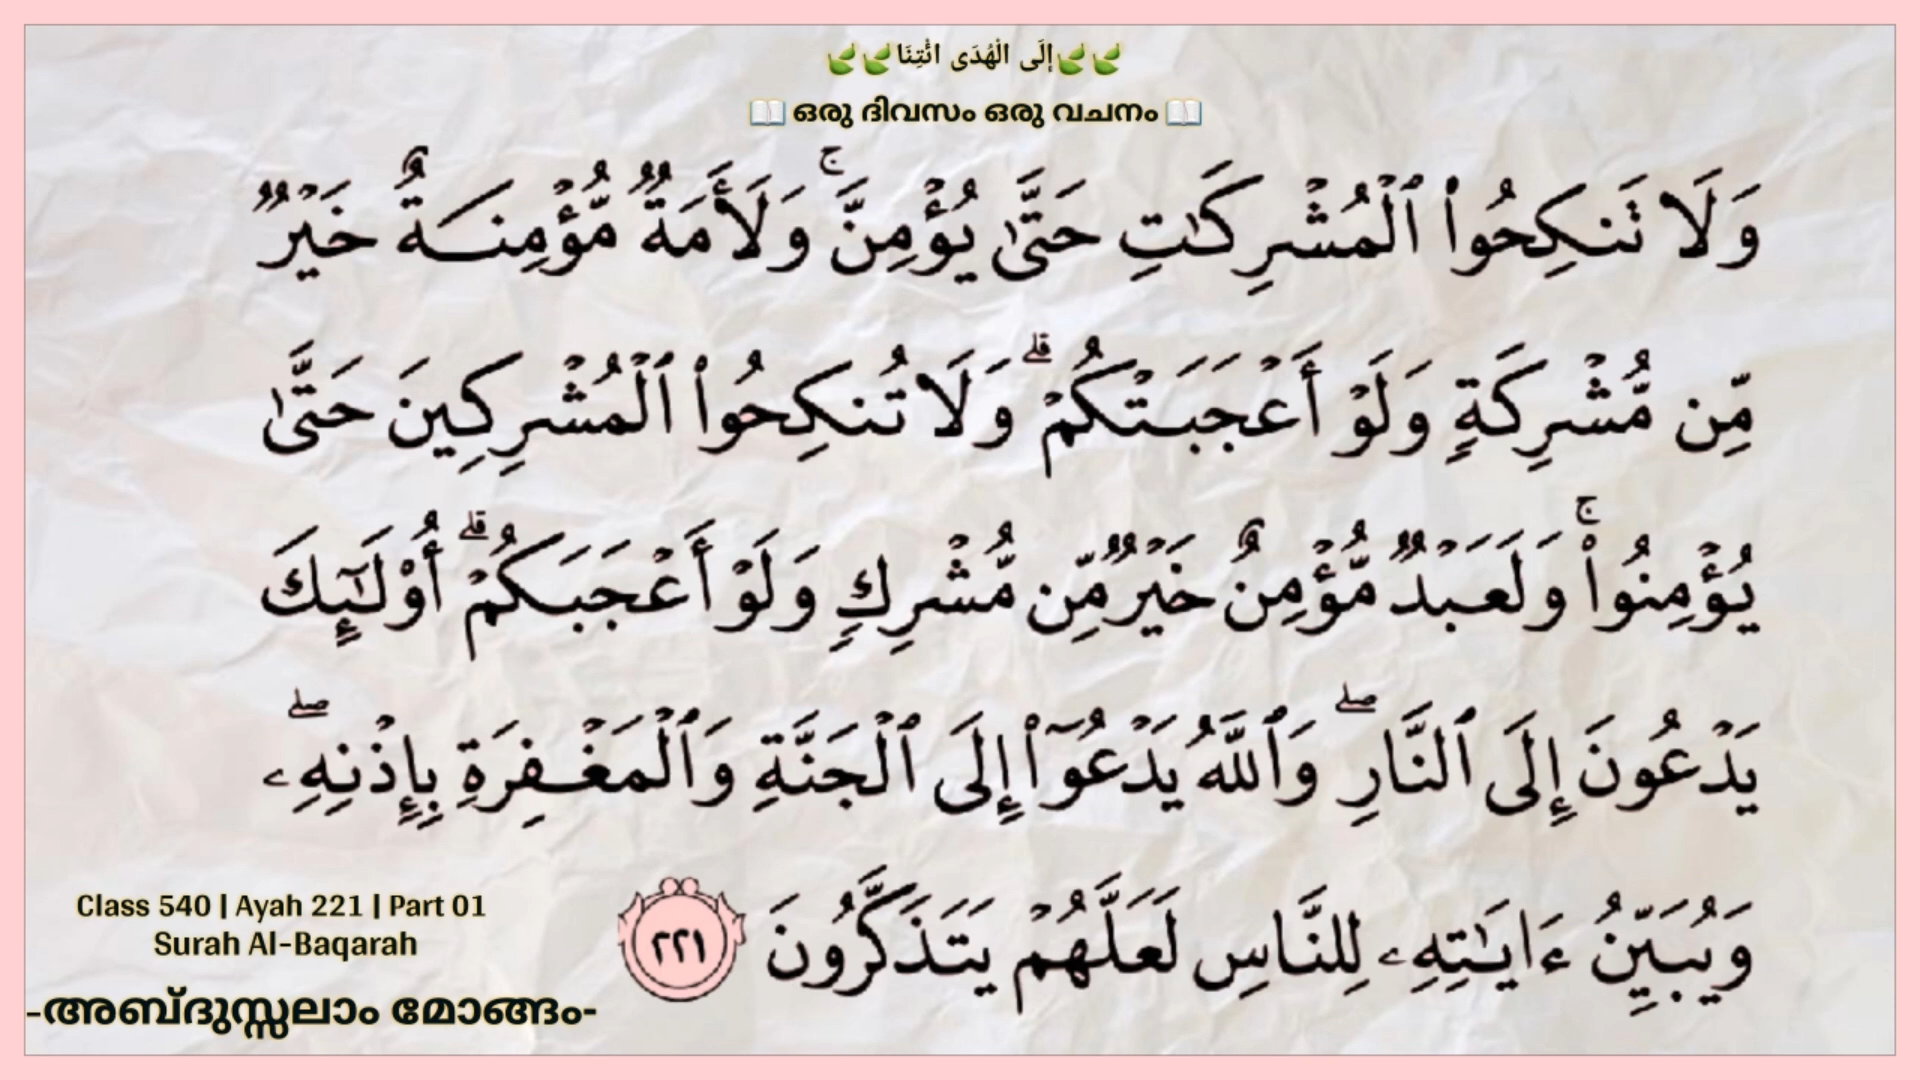 🍃🍃إلَى الْهُدَى ائْتِنَا🍃🍃
📖 ഒരു ദിവസം ഒരു വചനം 📖
وَلَا تَنكِحُوا۟ ٱلْمُشْرِكَـٰتِ حَتَّىٰ يُؤْمِنَّ ۚ وَلَأَمَةٌ مُّؤْمِنَةٌ خَيْرٌ
مِّن مُّشْرِكَةٍ وَلَوْ أَعْجَبَتْكُمْ ۗ وَلَا تُنكِحُوا۟ ٱلْمُشْرِكِينَ حَتَّىٰ
يُؤْمِنُوا۟ ۚ وَلَعَبْدٌ مُّؤْمِنٌ خَيْرٌ مِّن مُّشْرِكٍ وَلَوْ أَعْجَبَكُمْ ۗ أُو۟لَـٰٓئِكَ
يَدْعُونَ إِلَى ٱلنَّارِ ۖ وَٱللَّهُ يَدْعُوٓا۟ إِلَى ٱلْجَنَّةِ وَٱلْمَغْفِرَةِ بِإِذْنِهِۦ ۖ
وَيُبَيِّنُ ءَايَـٰتِهِۦ لِلنَّاسِ لَعَلَّهُمْ يَتَذَكَّرُونَ ٢٢١
Class 540 | Ayah 221 | Part 01
Surah Al-Baqarah
-അബ്ദുസ്സലാം മോങ്ങം-